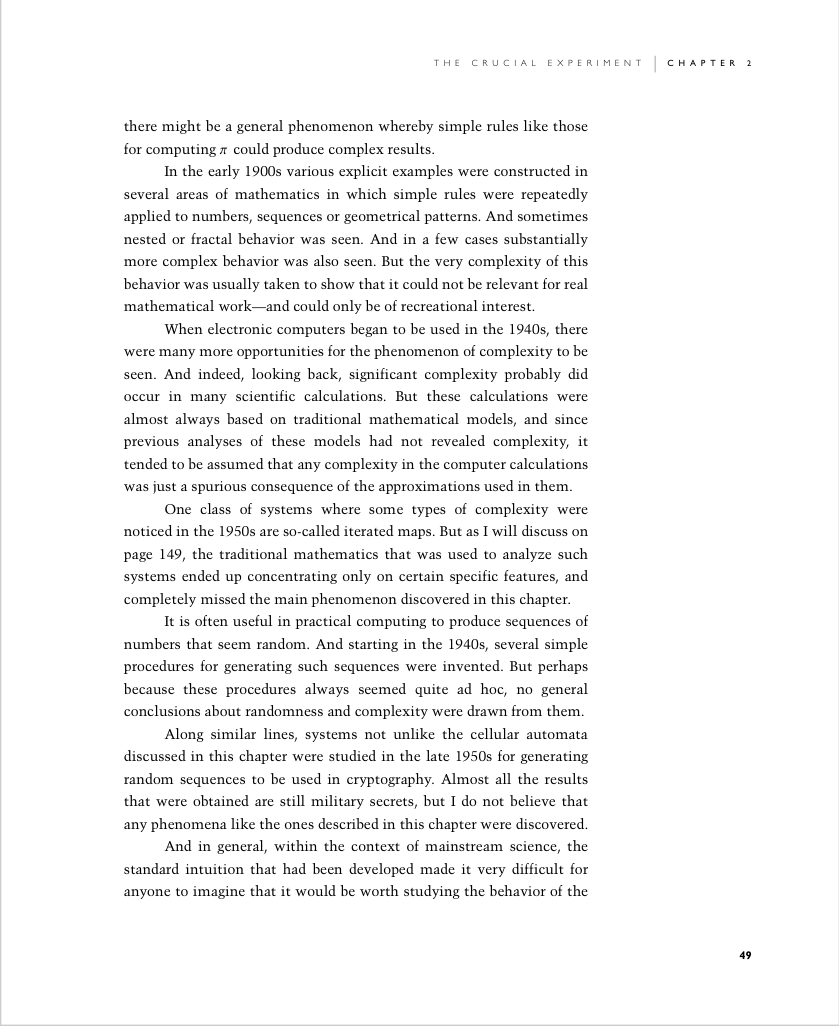 THE CRUCIAL EXPERIMENT | CHAPTER 2
there might be a general phenomenon whereby simple rules like those
for computing π could produce complex results.
In the early 1900s various explicit examples were constructed in
several areas of mathematics in which simple rules were repeatedly
applied to numbers, sequences or geometrical patterns. And sometimes
nested or fractal behavior was seen. And in a few cases substantially
more complex behavior was also seen. But the very complexity of this
behavior was usually taken to show that it could not be relevant for real
mathematical work—and could only be of recreational interest.
When electronic computers began to be used in the 1940s, there
were many more opportunities for the phenomenon of complexity to be
seen. And indeed, looking back, significant complexity probably did
occur in many scientific calculations. But these calculations were
almost always based on traditional mathematical models, and since
previous analyses of these models had not revealed complexity, it
tended to be assumed that any complexity in the computer calculations
was just a spurious consequence of the approximations used in them.
One class of systems where some types of complexity were
noticed in the 1950s are so-called iterated maps. But as I will discuss on
page 149, the traditional mathematics that was used to analyze such
systems ended up concentrating only on certain specific features, and
completely missed the main phenomenon discovered in this chapter.
It is often useful in practical computing to produce sequences of
numbers that seem random. And starting in the 1940s, several simple
procedures for generating such sequences were invented. But perhaps
because these procedures always seemed quite ad hoc, no general
conclusions about randomness and complexity were drawn from them.
Along similar lines, systems not unlike the cellular automata
discussed in this chapter were studied in the late 1950s for generating
random sequences to be used in cryptography. Almost all the results
that were obtained are still military secrets, but I do not believe that
any phenomena like the ones described in this chapter were discovered.
And in general, within the context of mainstream science, the
standard intuition that had been developed made it very difficult for
anyone to imagine that it would be worth studying the behavior of the
49